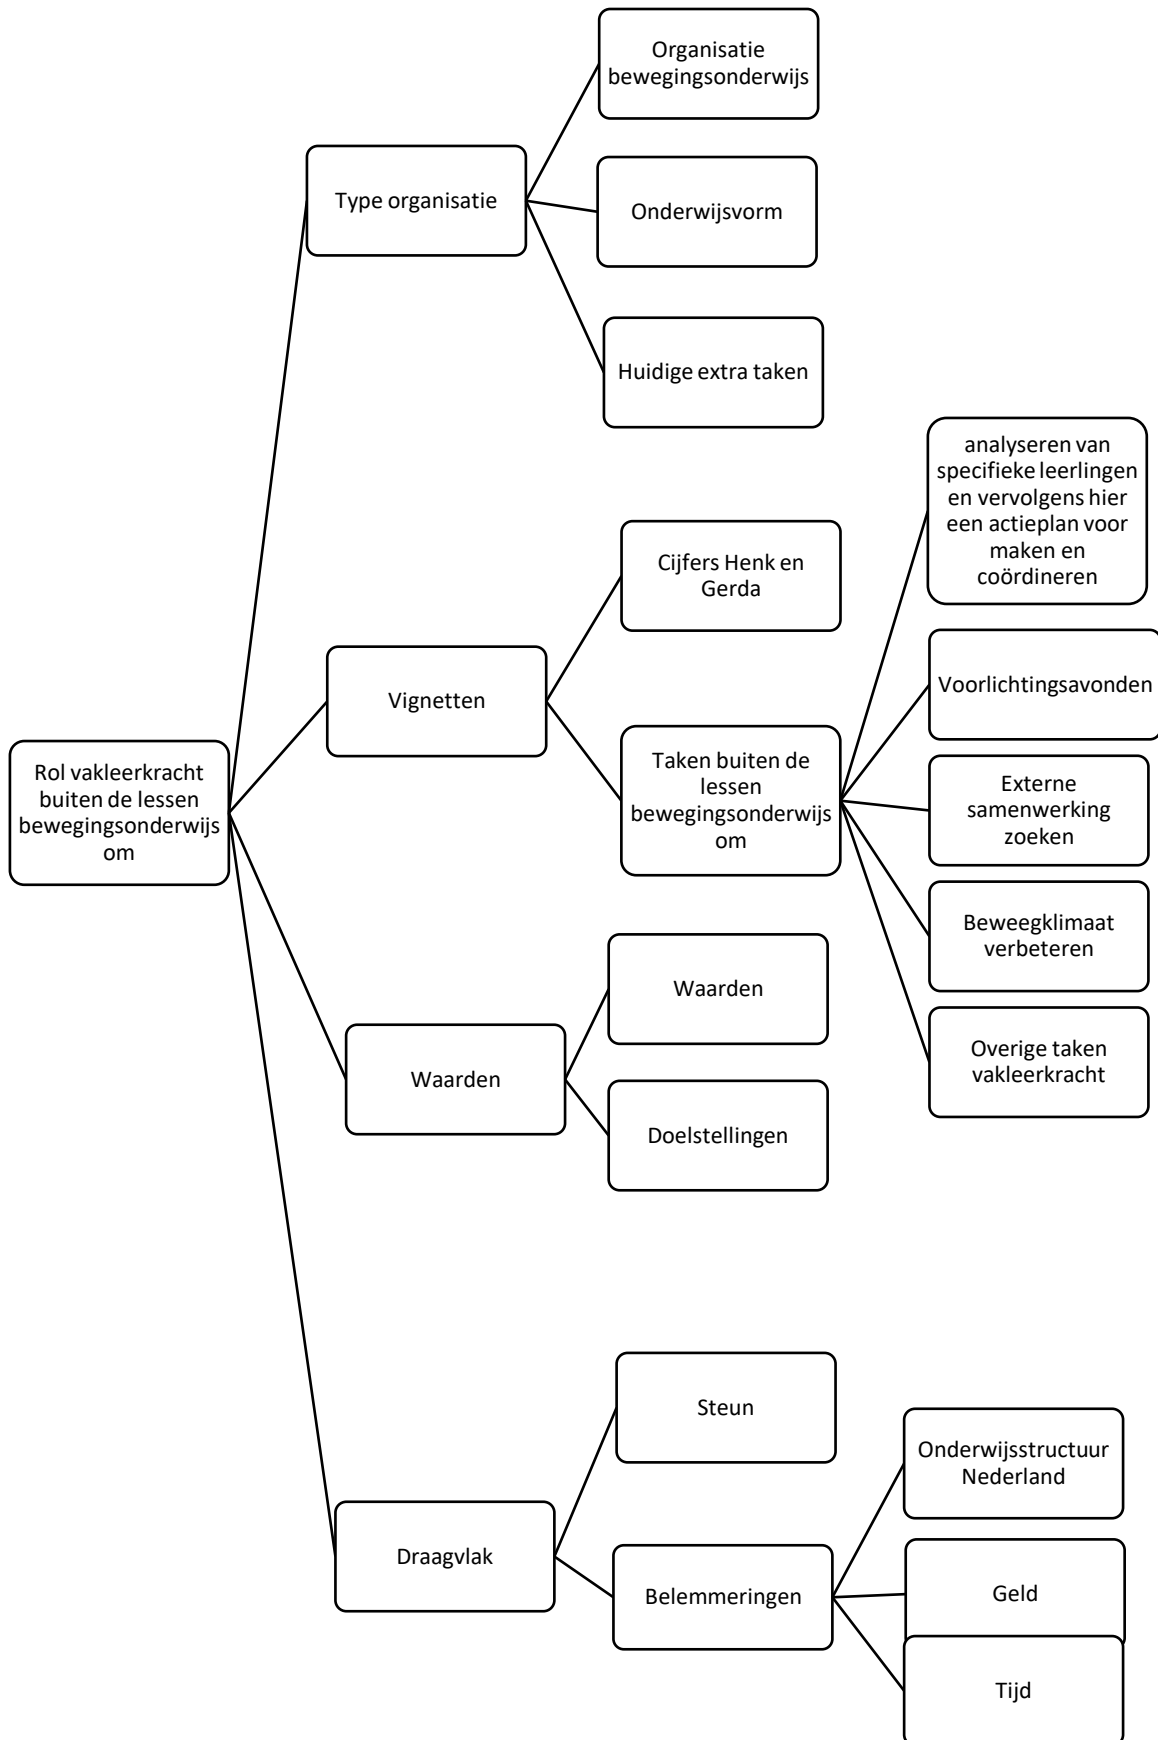 Rol vakleerkracht
buiten de lessen
bewegingsonderwijs
om
Type organisatie
Organisatie
bewegingsonderwijs
Onderwijsvorm
Huidige extra taken
Vignetten
Cijfers Henk en
Gerda
Taken buiten de
lessen
bewegingsonderwijs
om
analyseren van
specifieke leerlingen
en vervolgens hier
een actieplan voor
maken en
coördineren
Voorlichtingsavonden
Externe
samenwerking
zoeken
Beweegklimaat
verbeteren
Overige taken
vakleerkracht
Waarden
Waarden
Doelstellingen
Draagvlak
Steun
Belemmeringen
Onderwijsstructuur
Nederland
Geld
Tijd